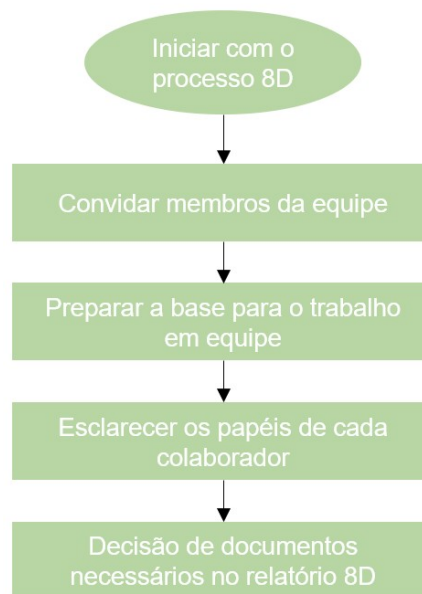 Iniciar com o
processo 8D
Convidar membros da equipe
Preparar a base para o trabalho
em equipe
Esclarecer os papéis de cada
colaborador
Decisão de documentos
necessários no relatório 8D